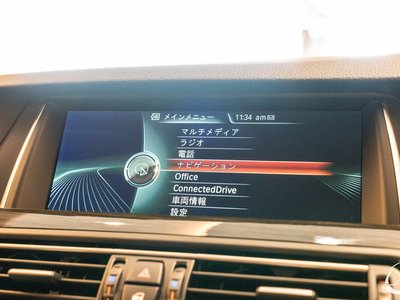 メインメニュー 11:34 am
マルチメディア
ラジオ
電話
ナビゲーション
Office
ConnectedDrive
車両情報
設定